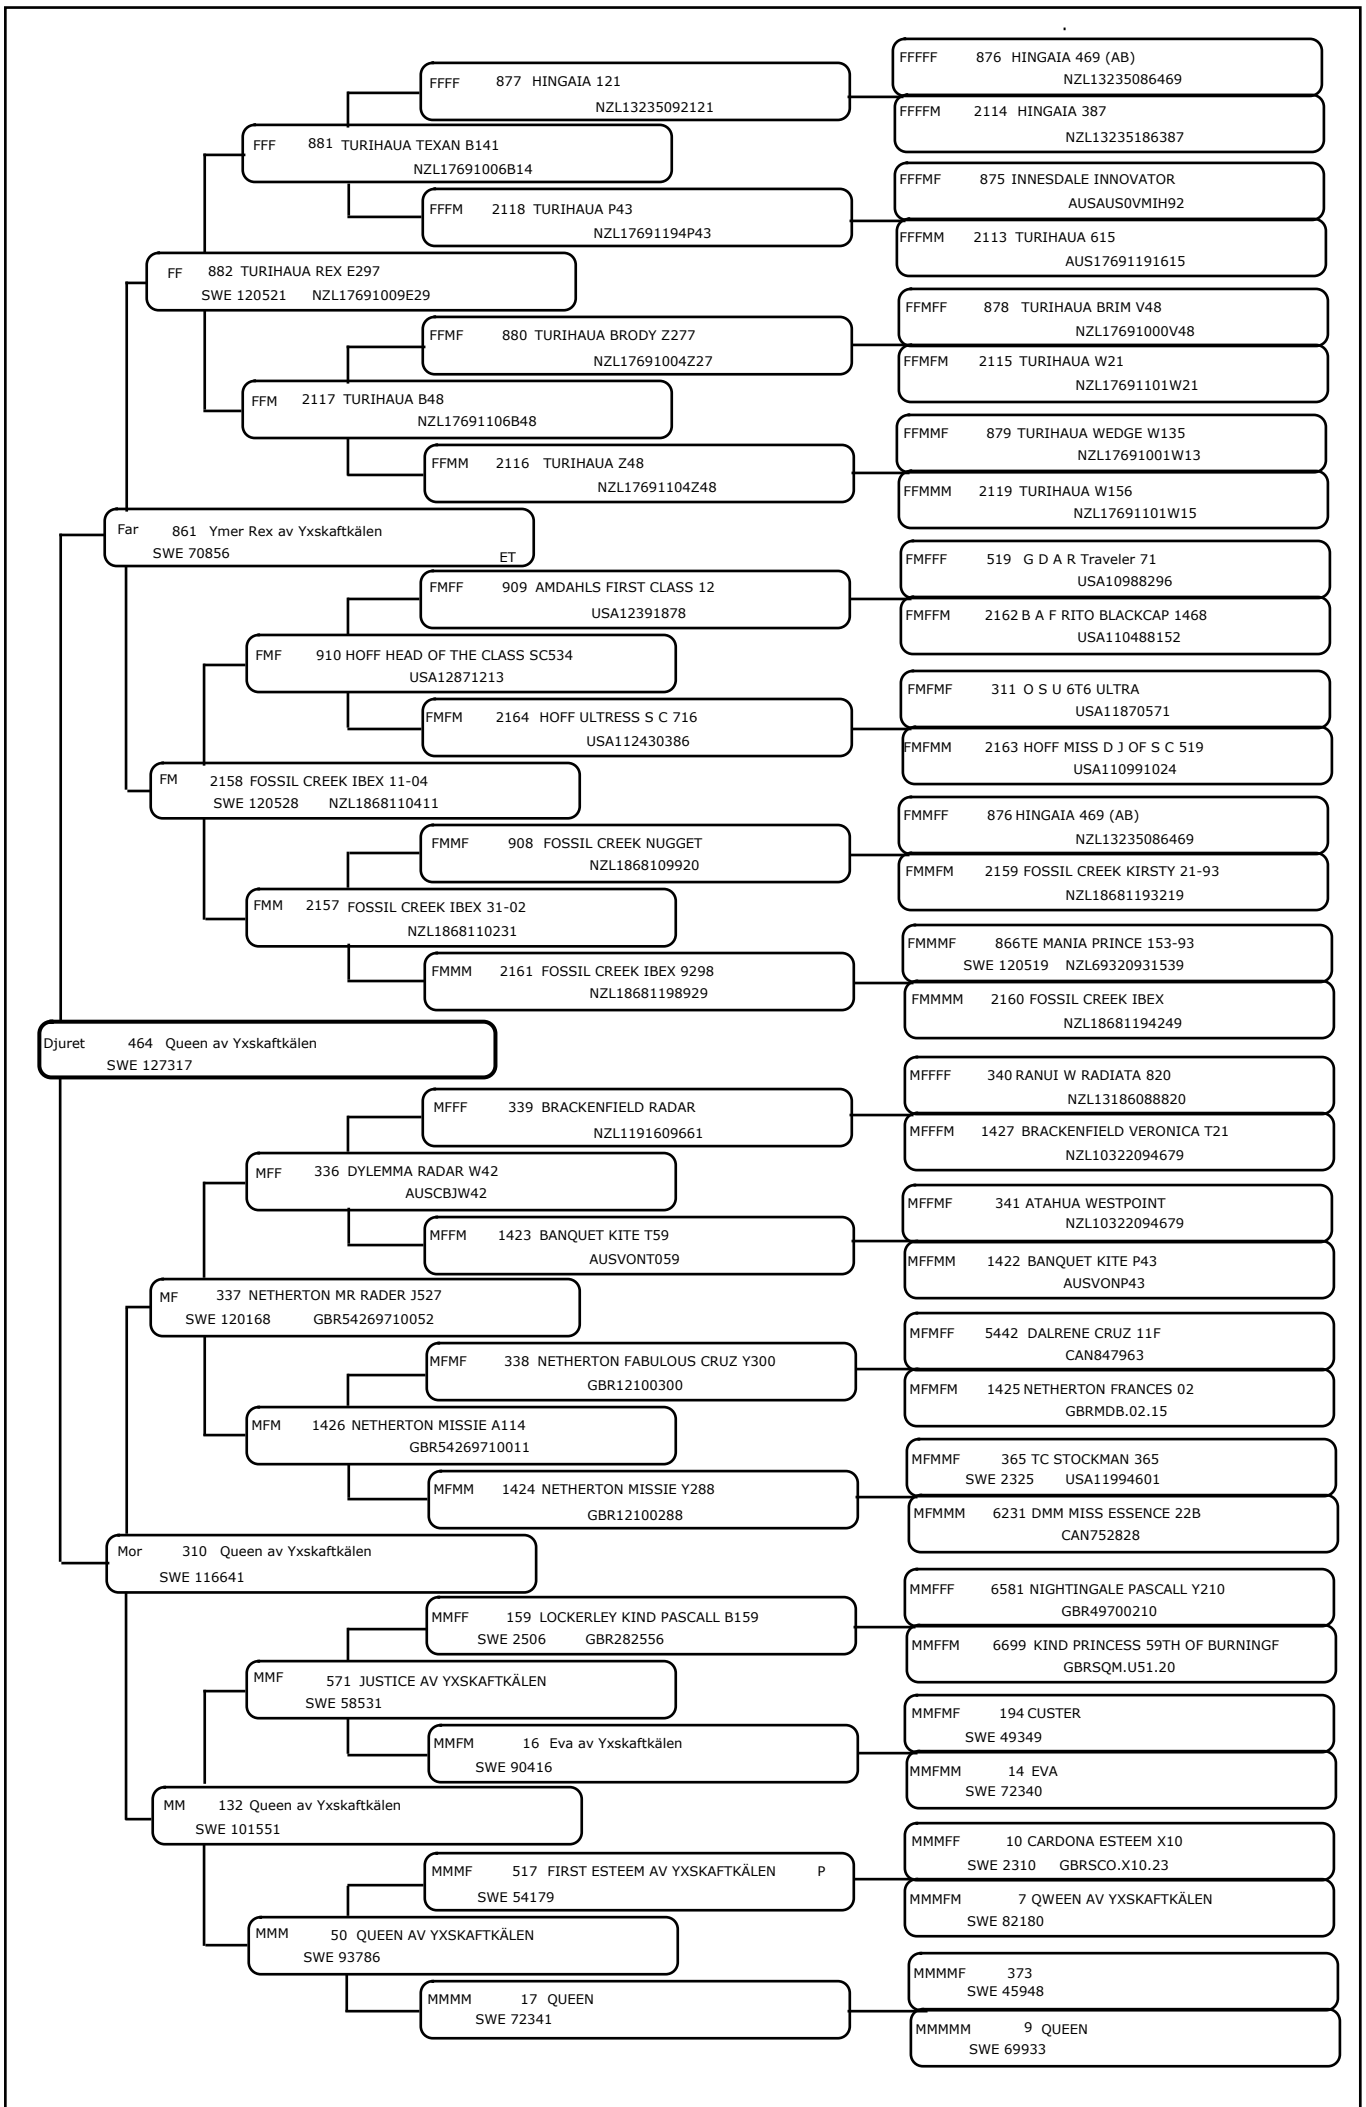 FFFFF 876 HINGAIA 469 (AB)
NZL13235086469
FFFF 877 HINGAIA 121
NZL13235092121
FFFFM 2114 HINGAIA 387
NZL13235186387
FFF 881 TURIHAUA TEXAN B141
NZL17691006B14
FFFMF 875 INNESDALE INNOVATOR
AUSAUS0VMIH92
FFFM 2118 TURIHAUA P43
NZL17691194P43
FFFMM 2113 TURIHAUA 615
AUS17691191615
FF 882 TURIHAUA REX E297
SWE 120521 NZL17691009E29
FFMFF 878 TURIHAUA BRIM V48
NZL17691000V48
FFMF 880 TURIHAUA BRODY Z277
NZL17691004Z27
FFMFM 2115 TURIHAUA W21
NZL17691101W21
FFM 2117 TURIHAUA B48
NZL17691106B48
FFMMF 879 TURIHAUA WEDGE W135
NZL17691001W13
FFMM 2116 TURIHAUA Z48
NZL17691104Z48
FFMMM 2119 TURIHAUA W156
NZL17691101W15
Far 861 Ymer Rex av Yxskaftkälen
SWE 70856 ET
FMFFF 519 G D A R Traveler 71
USA10988296
FMFF 909 AMDAHLS FIRST CLASS 12
USA12391878
FMFFM 2162 B A F RITO BLACKCAP 1468
USA110488152
FMF 910 HOFF HEAD OF THE CLASS SC534
USA12871213
FMFMF 311 O S U 6T6 ULTRA
USA11870571
FMFM 2164 HOFF ULTRESS S C 716
USA112430386
FMFMM 2163 HOFF MISS D J OF S C 519
USA110991024
FM 2158 FOSSIL CREEK IBEX 11-04
SWE 120528 NZL1868110411
FMMFF 876 HINGAIA 469 (AB)
NZL13235086469
FMMF 908 FOSSIL CREEK NUGGET
NZL1868109920
FMMFM 2159 FOSSIL CREEK KIRSTY 21-93
NZL18681193219
FMM 2157 FOSSIL CREEK IBEX 31-02
NZL1868110231
FMMMF 866 TE MANIA PRINCE 153-93
SWE 120519 NZL69320931539
FMMM 2161 FOSSIL CREEK IBEX 9298
NZL18681198929
FMMMM 2160 FOSSIL CREEK IBEX
NZL18681194249
Djuret 464 Queen av Yxskaftkälen
SWE 127317
MFFFF 340 RANUI W RADIATA 820
NZL13186088820
MFFF 339 BRACKENFIELD RADAR
NZL1191609661
MFFFM 1427 BRACKENFIELD VERONICA T21
NZL10322094679
MFF 336 DYLEMMA RADAR W42
AUSCBJW42
MFFMF 341 ATAHUA WESTPOINT
NZL10322094679
MFFM 1423 BANQUET KITE T59
AUSVONT059
MFFMM 1422 BANQUET KITE P43
AUSVONP43
MF 337 NETHERTON MR RADER J527
SWE 120168 GBR54269710052
MFMFF 5442 DALRENE CRUZ 11F
CAN847963
MFMF 338 NETHERTON FABULOUS CRUZ Y300
GBR12100300
MFMFM 1425 NETHERTON FRANCES 02
GBRMDB.02.15
MFM 1426 NETHERTON MISSIE A114
GBR54269710011
MFMMF 365 TC STOCKMAN 365
SWE 2325 USA11994601
MFMM 1424 NETHERTON MISSIE Y288
GBR12100288
MFMMM 6231 DMM MISS ESSENCE 22B
CAN752828
Mor 310 Queen av Yxskaftkälen
SWE 116641
MMFFF 6581 NIGHTINGALE PASCALL Y210
GBR49700210
MMFF 159 LOCKERLEY KIND PASCALL B159
SWE 2506 GBR282556
MMFFM 6699 KIND PRINCESS 59TH OF BURNINGF
GBRSQM.U51.20
MMF 571 JUSTICE AV YXSKAFTKÄLEN
SWE 58531
MMFMF 194 CUSTER
SWE 49349
MMFM 16 Eva av Yxskaftkälen
SWE 90416
MMFMM 14 EVA
SWE 72340
MM 132 Queen av Yxskaftkälen
SWE 101551
MMMFF 10 CARDONA ESTEEM X10
SWE 2310 GBRSCO.X10.23
MMMF 517 FIRST ESTEEM AV YXSKAFTKÄLEN P
SWE 54179
MMMFM 7 QWEEN AV YXSKAFTKÄLEN
SWE 82180
MMM 50 QUEEN AV YXSKAFTKÄLEN
SWE 93786
MMMMF 373
SWE 45948
MMMM 17 QUEEN
SWE 72341
MMMMM 9 QUEEN
SWE 69933